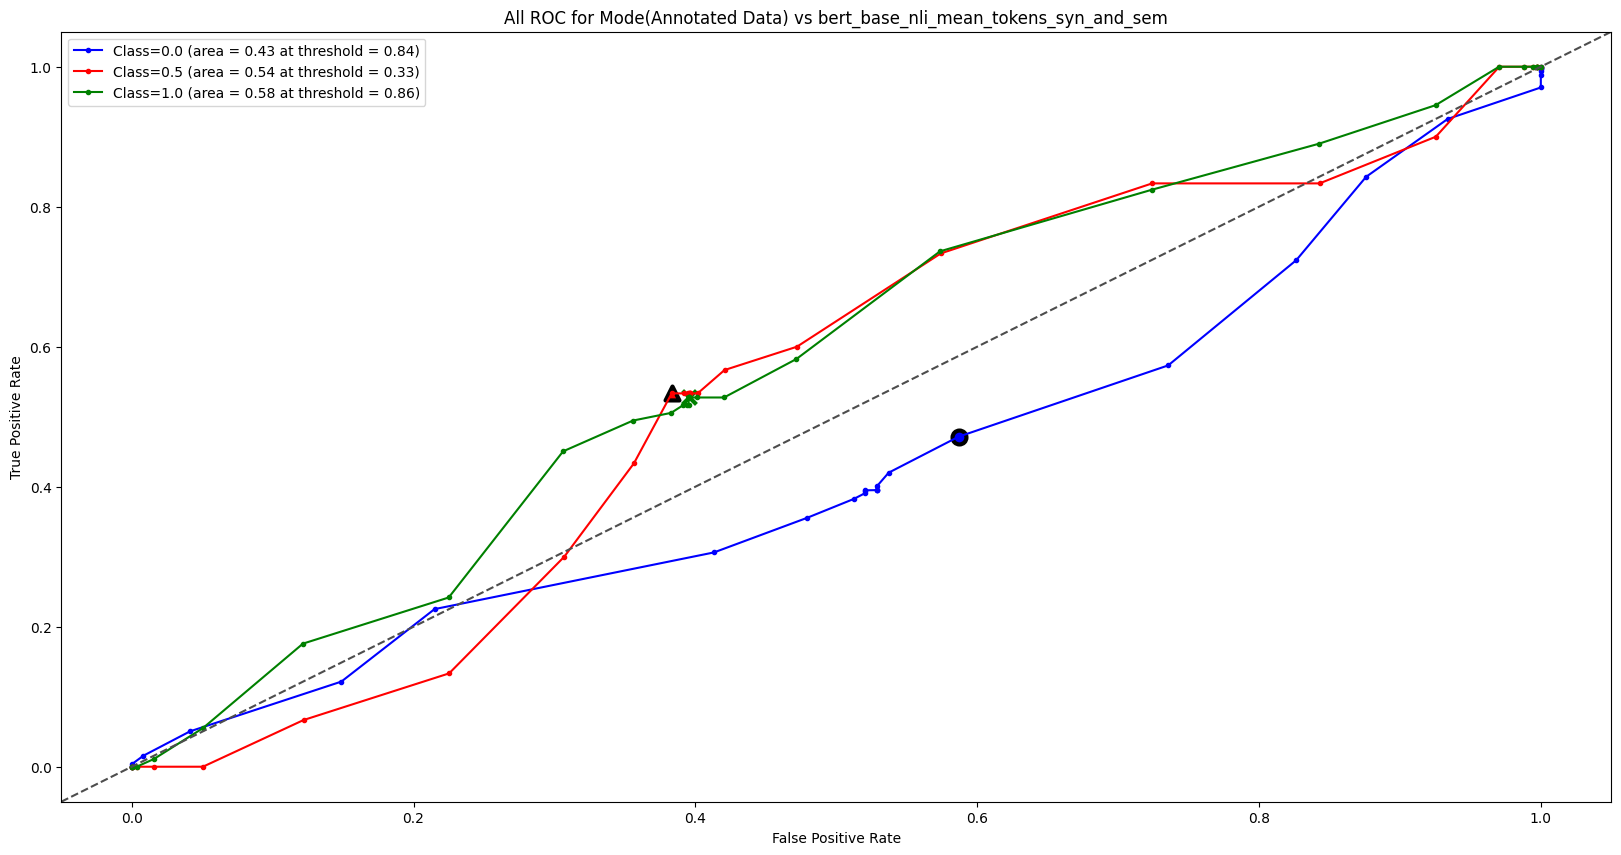 All ROC for Mode(Annotated Data) vs bert_base_nli_mean_tokens_syn_and_sem
Class=0.0 (area = 0.43 at threshold = 0.84)
Class=0.5 (area = 0.54 at threshold = 0.33)
Class=1.0 (area = 0.58 at threshold = 0.86)
True Positive Rate
1.0
0.8
0.6
0.4
0.2
0.0
0.0 0.2 0.4 0.6 0.8 1.0
False Positive Rate